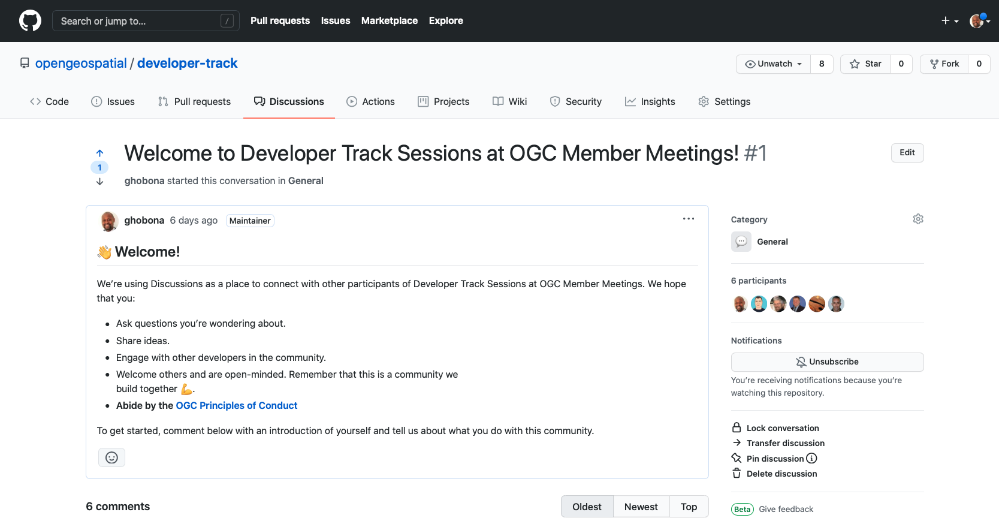 Search or jump to... / Pull requests Issues Marketplace Explore
opengeospatial / developer-track Unwatch 8 Star 0 Fork 0
Code Issues Pull requests Discussions Actions Projects Wiki Security Insights Settings
Welcome to Developer Track Sessions at OGC Member Meetings! #1
Edit
1
ghobona started this conversation in General
ghobona 6 days ago Maintainer ...
👋 Welcome!
We’re using Discussions as a place to connect with other participants of Developer Track Sessions at OGC Member Meetings. We hope
that you:
• Ask questions you’re wondering about.
• Share ideas.
• Engage with other developers in the community.
• Welcome others and are open-minded. Remember that this is a community we
build together 💪.
• Abide by the OGC Principles of Conduct
To get started, comment below with an introduction of yourself and tell us about what you do with this community.
6 comments Oldest Newest Top
Category
General
6 participants
Notifications
Unsubscribe
You’re receiving notifications because you’re
watching this repository.
Lock conversation
Transfer discussion
Pin discussion
Delete discussion
Beta Give feedback